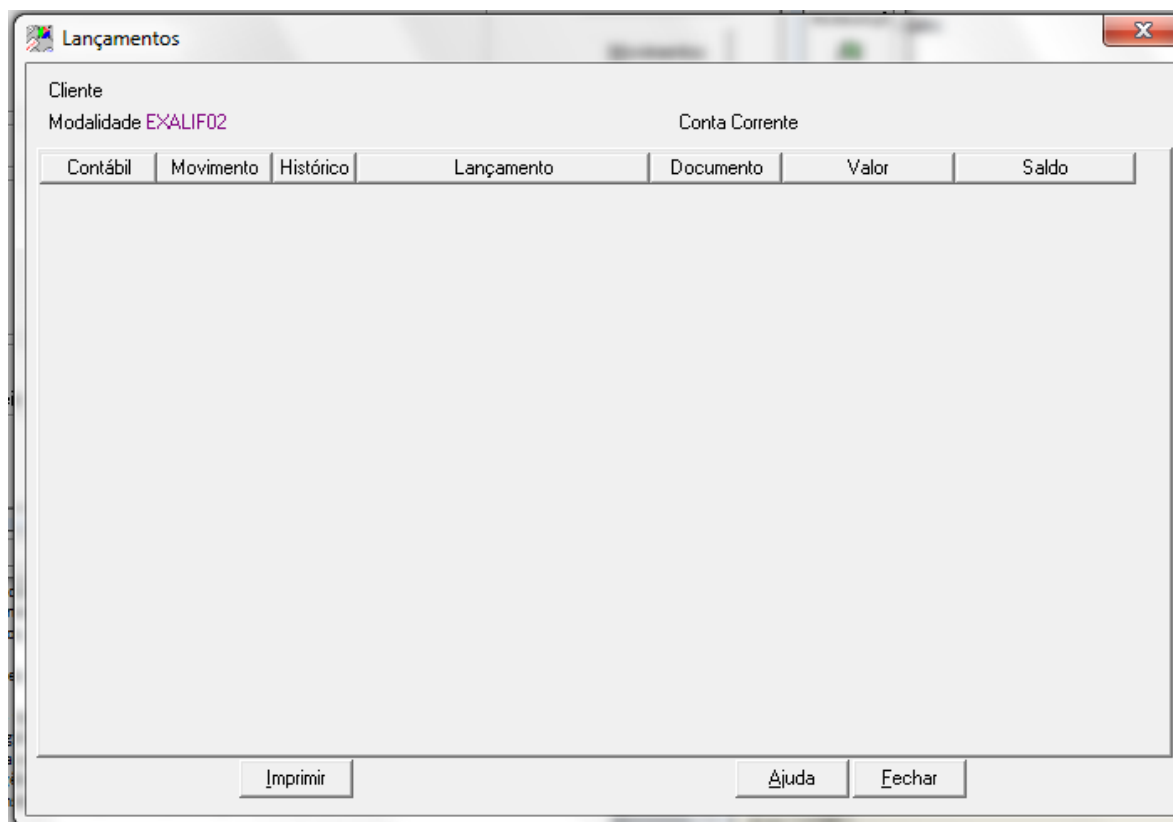 Lançamentos
Cliente
Modalidade EXALIF02 Conta Corrente
Contábil Movimento Histórico Lançamento Documento Valor Saldo
Imprimir Ajuda Fechar